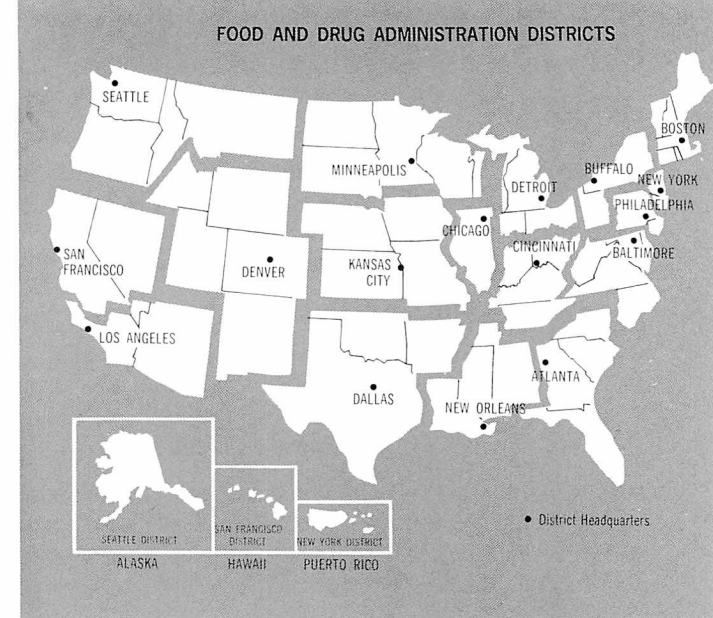 FOOD AND DRUG ADMINISTRATION DISTRICTS
SEATTLE
BOSTON
MINNEAPOLIS
BUFFALO
DETROIT
NEW YORK
PHILADELPHIA
CHICAGO
CINCINNATI
BALTIMORE
SAN
FRANCISCO
DENVER
KANSAS
CITY
LOS ANGELES
ATLANTA
DALLAS
NEW ORLEANS
SEATTLE DISTRICT
SAN FRANCISCO
DISTRICT
NEW YORK DISTRICT
ALASKA
HAWAII
PUERTO RICO
● District Headquarters